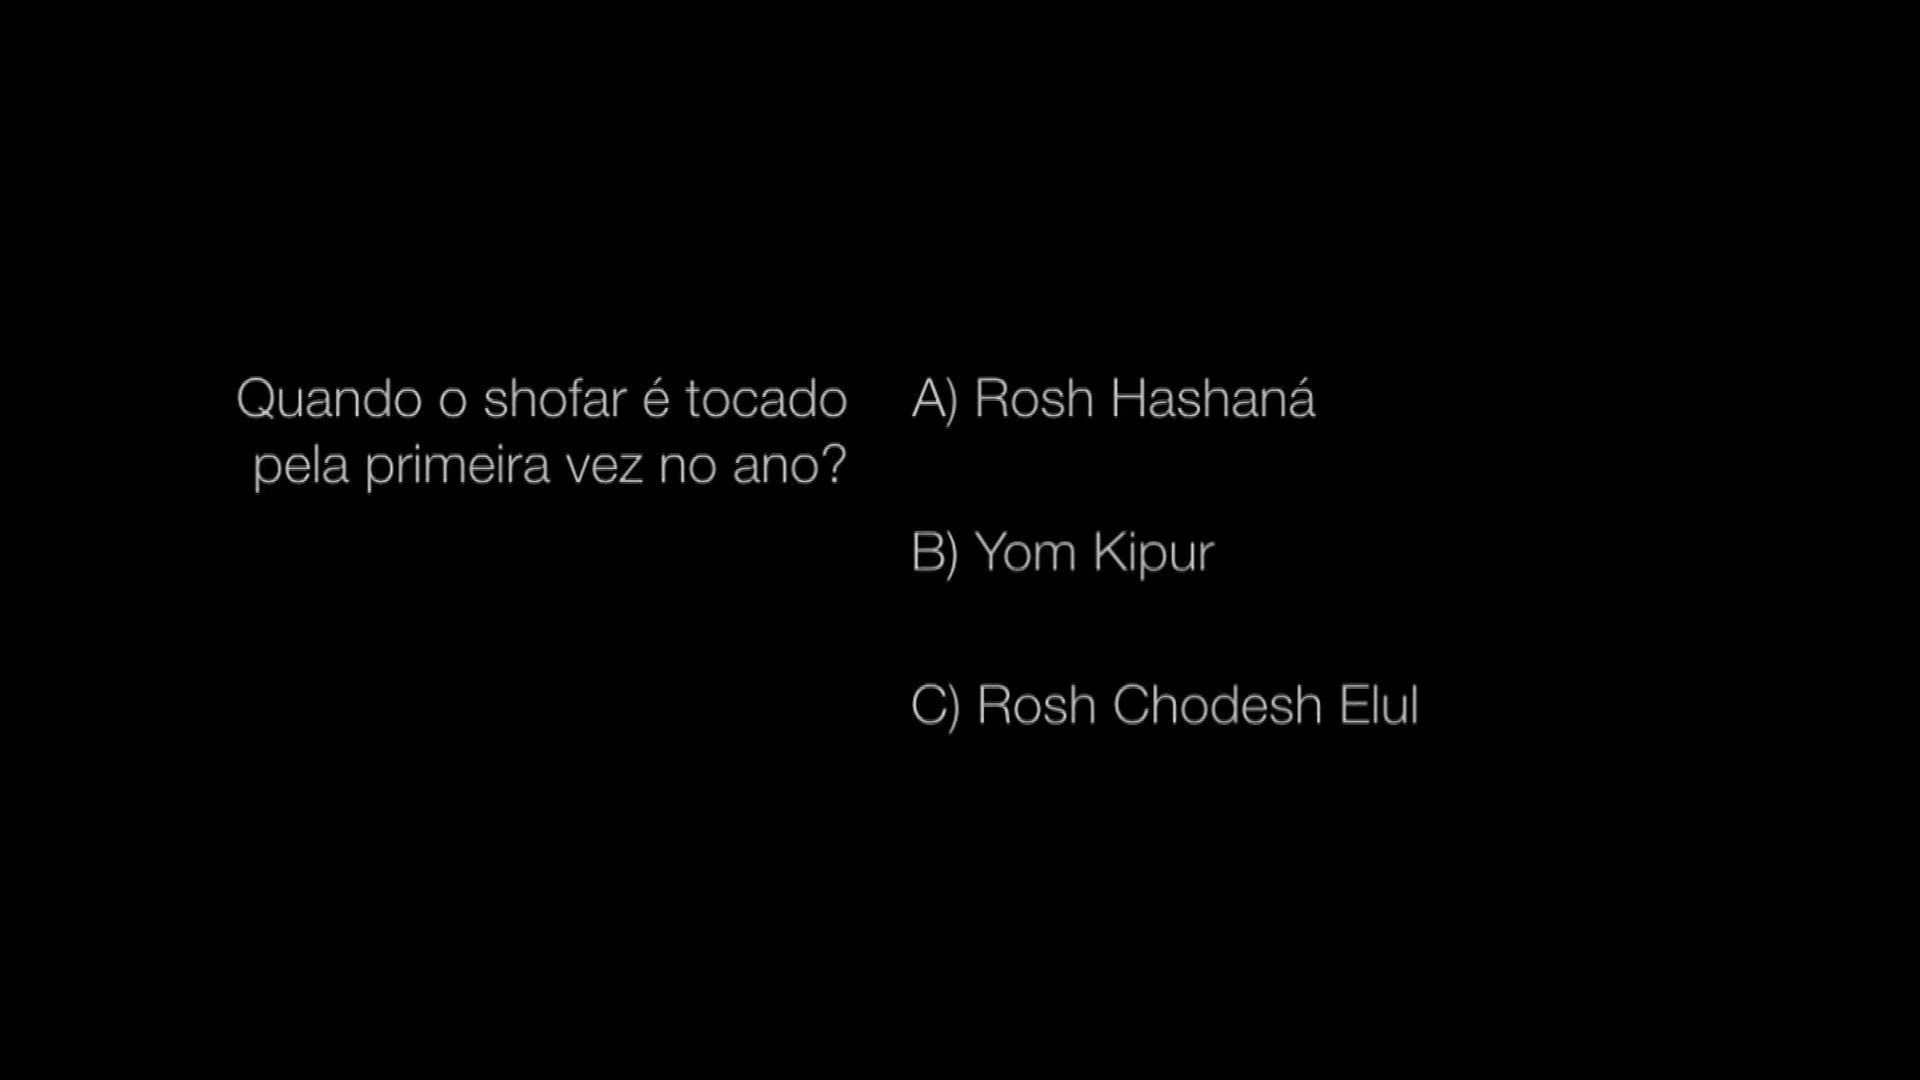 Quando o shofar é tocado
pela primeira vez no ano?
A) Rosh Hashaná
B) Yom Kipur
C) Rosh Chodesh Elul